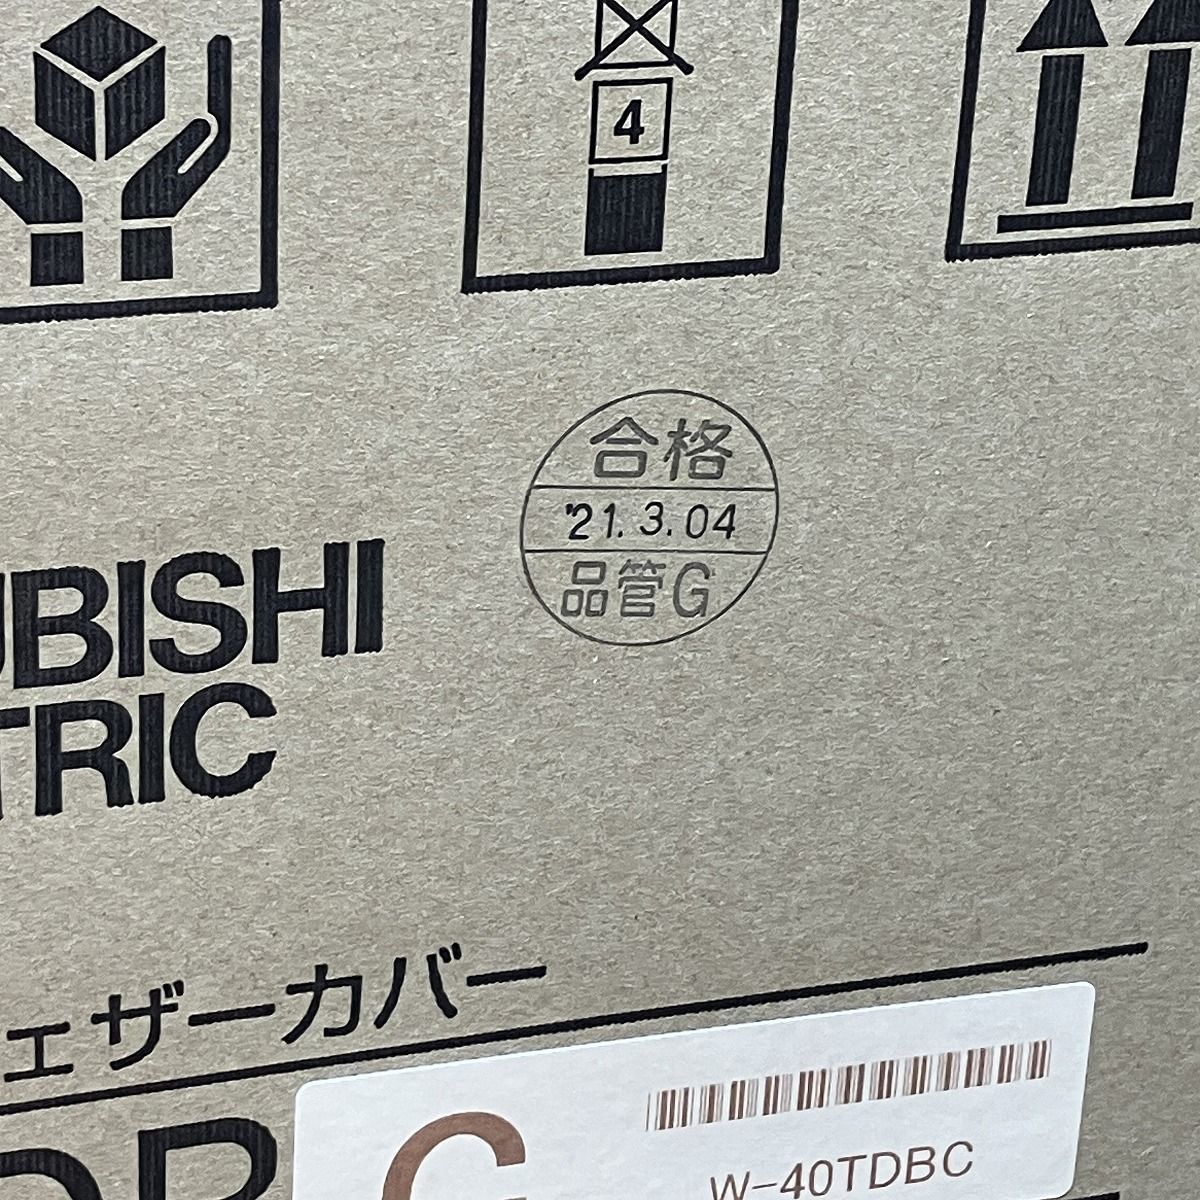 4
合格
'21.3.04
品管G
UBISHI
TRIC
ェザーカバー
W-40TDBC